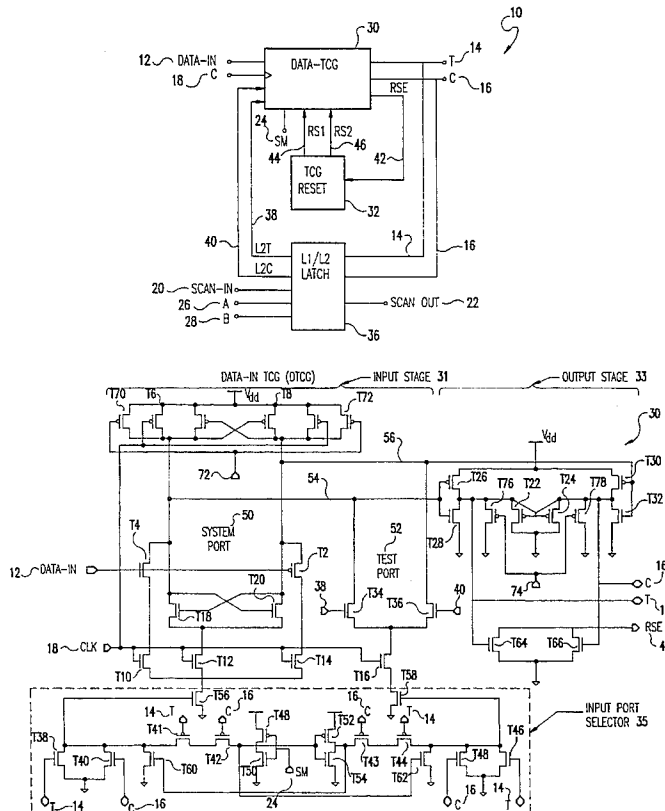 30
10
12 DATA-IN
DATA-TCG
T 14
18 C
C 16
RSE
24
SM
44
RS1
RS2
46
42
TCG
RESET
32
38
40
L2T
L2C
L1/L2
LATCH
14
16
20 SCAN-IN
26 A
28 B
SCAN OUT 22
36
DATA-IN TCG (DTCG)
INPUT STAGE 31
OUTPUT STAGE 33
T70
T6
Vdd
T8
T72
30
72
56
Vdd
54
T26
T76
T22
T24
T78
T30
T32
T28
SYSTEM
PORT
50
52
TEST
PORT
T4
T2
12 DATA-IN
T18
T20
38
T34
T36
40
74
C 16
T 1
RSE
4
T64
T66
18 CLK
T10
T12
T14
T16
T56
T58
INPUT PORT
SELECTOR 35
14
T
16
C
T48
T52
16
C
T
14
T38
T41
T42
T43
T44
T46
T40
T60
T50
T54
T62
T48
SM
24
T 14
C 16
16 C
14 T